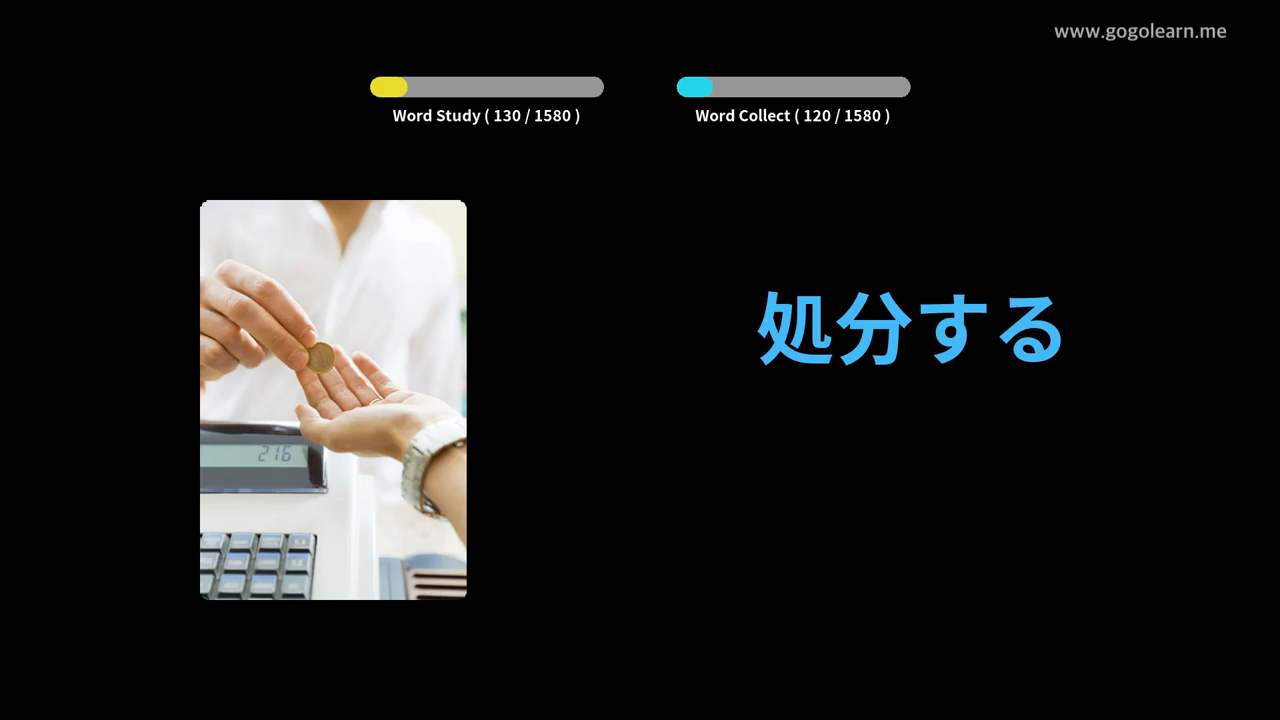 www.gogolearn.me
Word Study ( 130 / 1580 )
Word Collect ( 120 / 1580 )
処分する
216